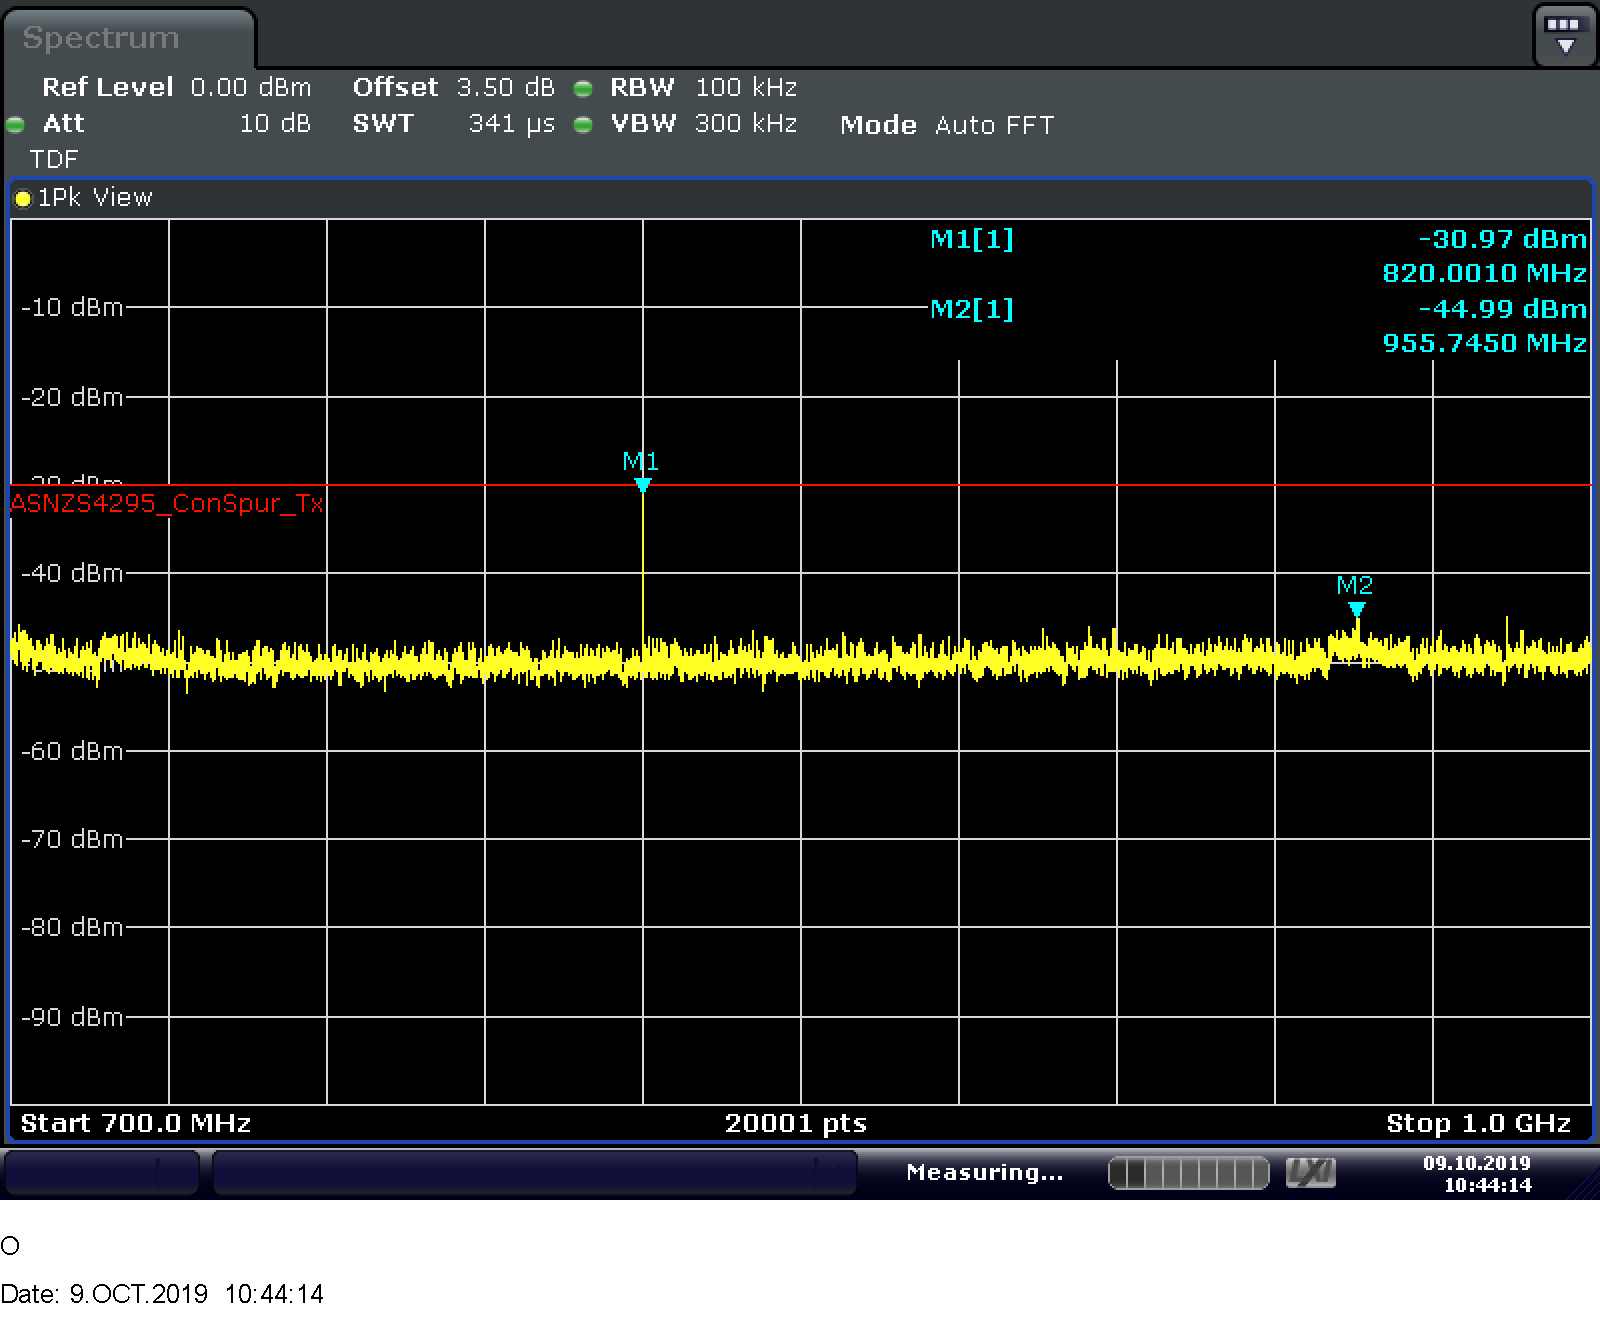 Spectrum
Ref Level 0.00 dBm Offset 3.50 dB RBW 100 kHz
Att 10 dB SWT 341 µs VBW 300 kHz Mode Auto FFT
TDF
1Pk View
M1[1] -30.97 dBm
820.0010 MHz
-10 dBm M2[1] -44.99 dBm
955.7450 MHz
-20 dBm
M1
ASNZS4295_ConSpur_Tx
-40 dBm
M2
-60 dBm
-70 dBm
-80 dBm
-90 dBm
Start 700.0 MHz 20001 pts Stop 1.0 GHz
Measuring... LXI 09.10.2019
10:44:14
O
Date: 9.OCT.2019 10:44:14